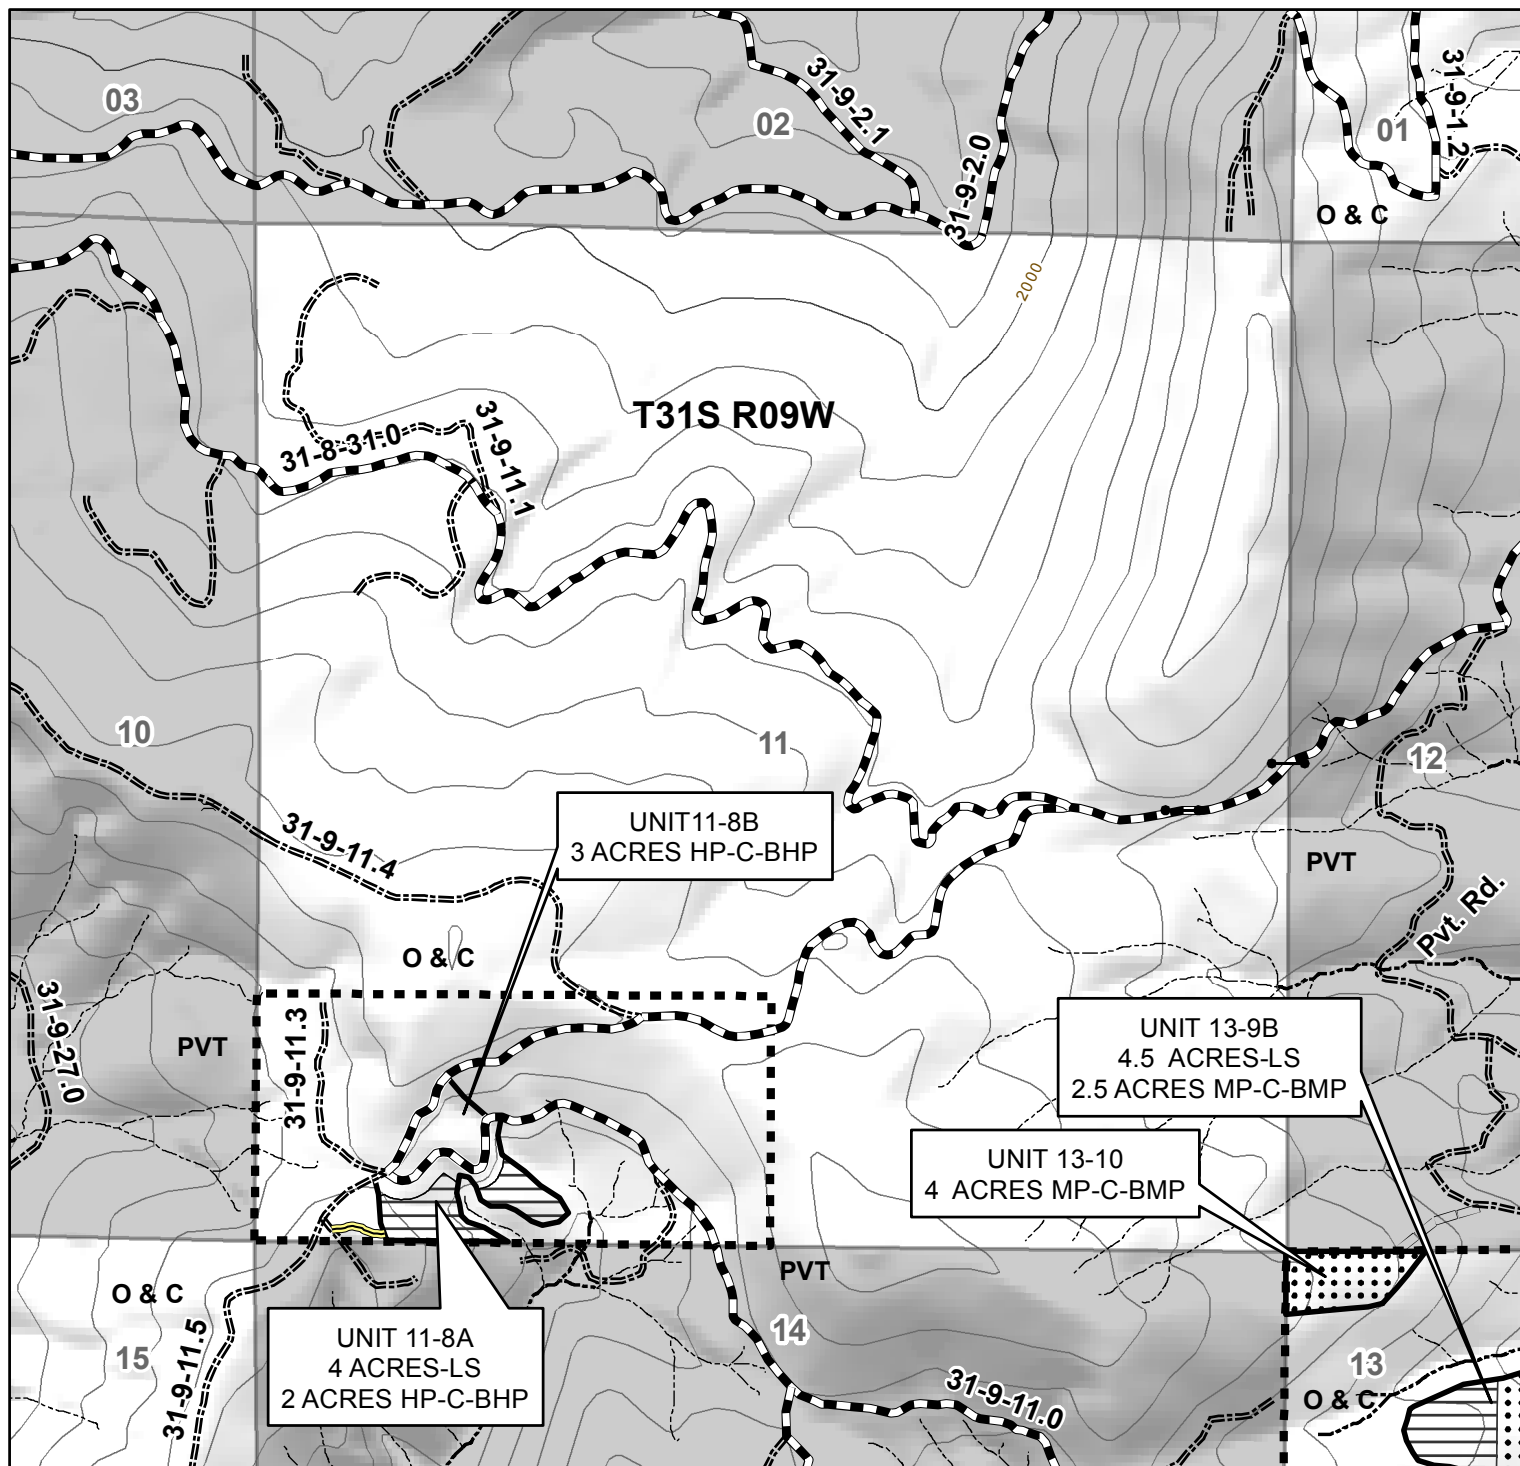 03
02
31-9-2.1
31-9-2.0
01
31-9-1.2
O & C
2000
T31S R09W
31-8-31.0
31-9-11.1
10
11
12
31-9-11.4
UNIT11-8B
3 ACRES HP-C-BHP
PVT
Pvt. Rd.
O & C
31-9-27.0
PVT
31-9-11.3
UNIT 13-9B
4.5 ACRES-LS
2.5 ACRES MP-C-BMP
UNIT 13-10
4 ACRES MP-C-BMP
O & C
15
31-9-11.5
UNIT 11-8A
4 ACRES-LS
2 ACRES HP-C-BHP
PVT
14
31-9-11.0
13
O & C